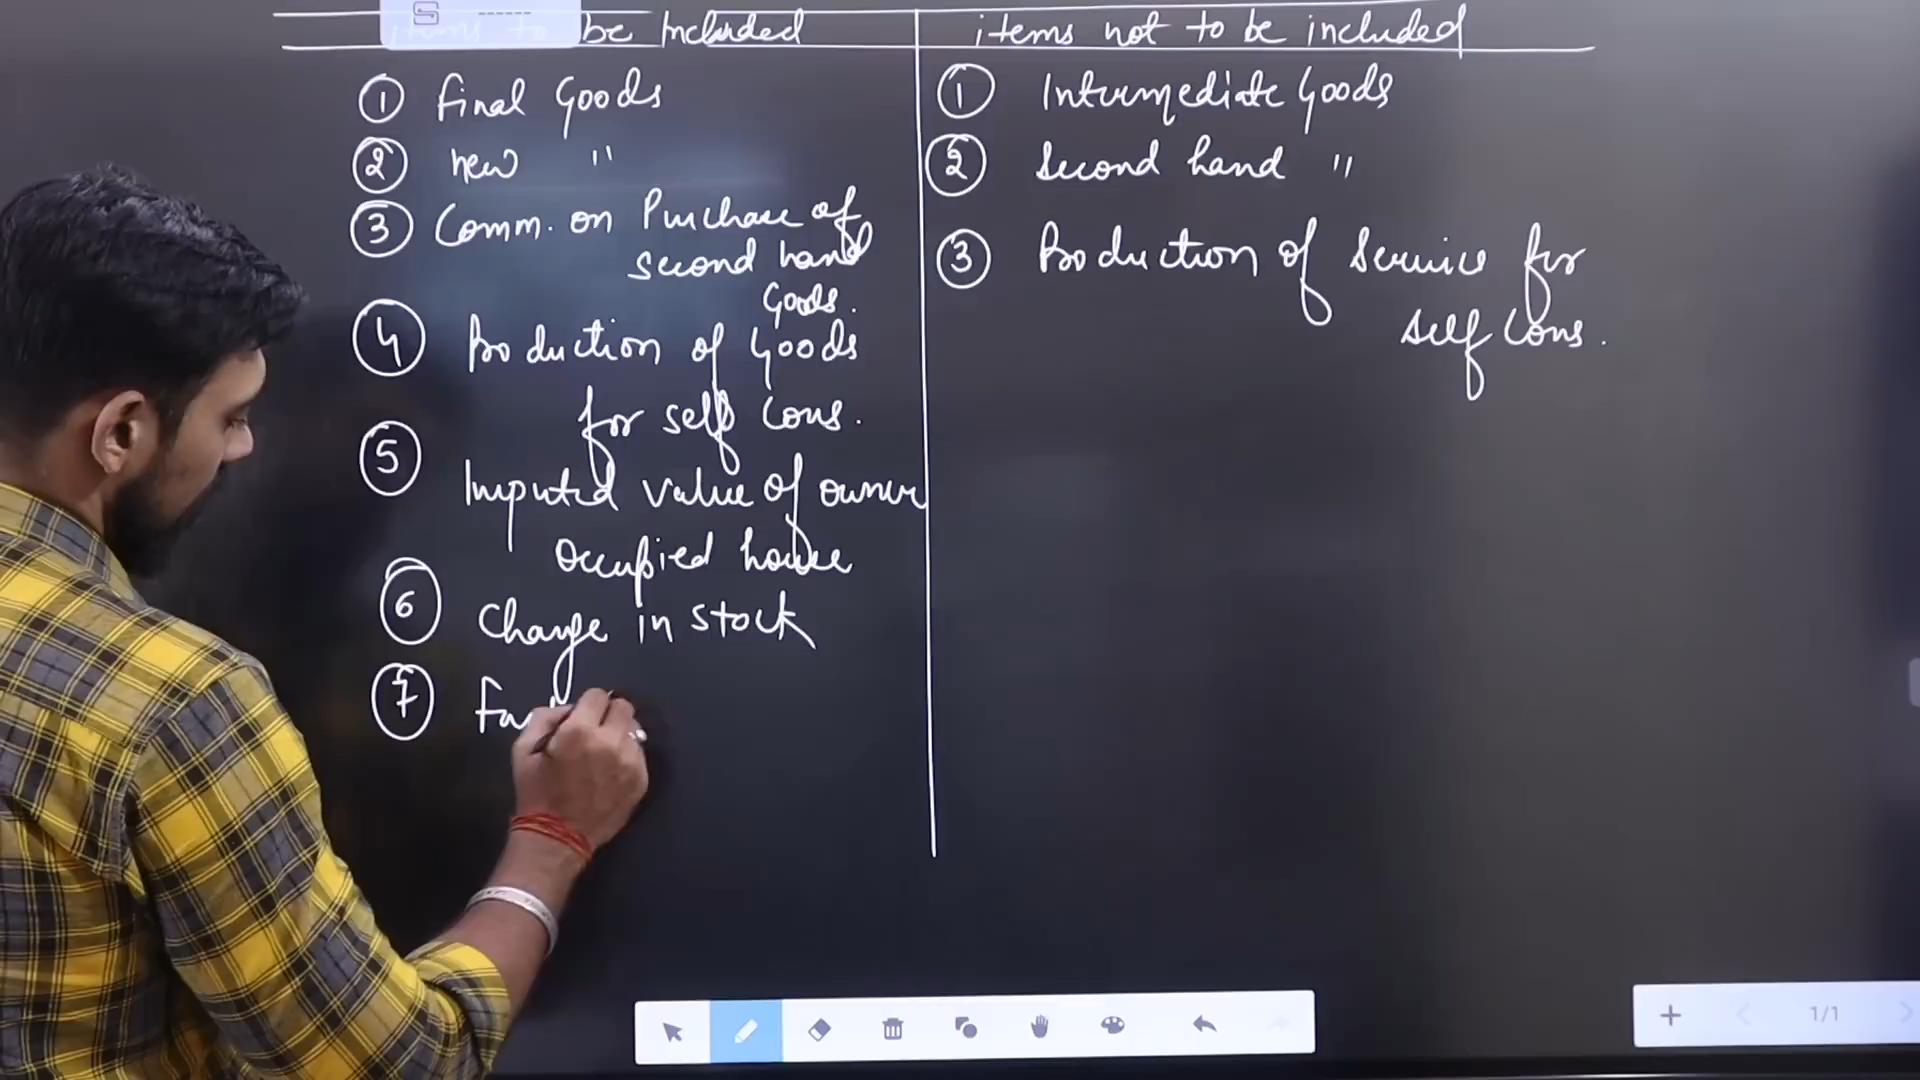 items to be Included
① final Goods
② new "
③ Comm. on Purchase of
second hand
Goods.
④ Production of Goods
for self Cons.
⑤ Imputed value of owner
occupied house
⑥ Change in stock
⑦
items not to be included
① Intermediate Goods
② Second hand "
③ Production of Service for
self Cons.
1/1